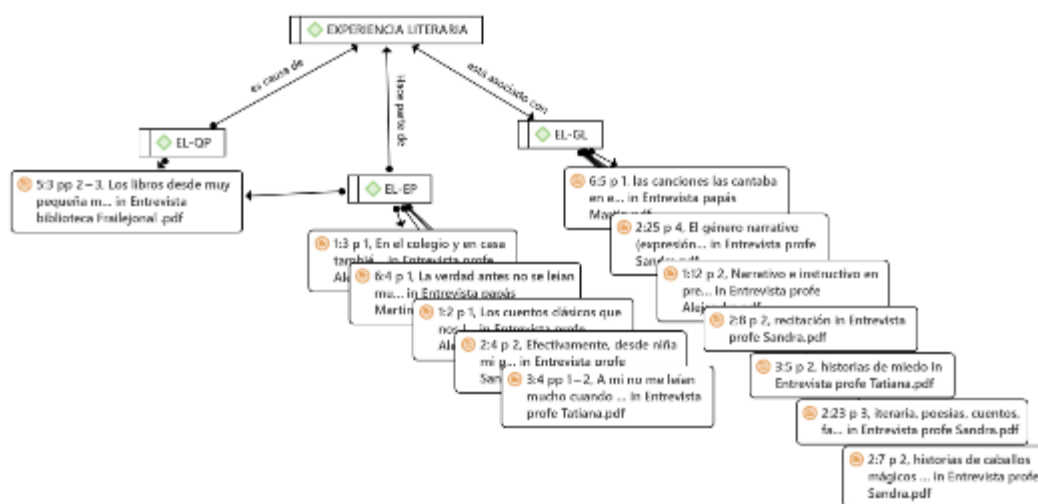 EXPERIENCIA LITERARIA
es causa de
Hace parte de
está asociado con
EL-QP
EL-GL
EL-EP
5:3 pp 2–3, Los libros desde muy
pequeña m... in Entrevista
biblioteca Frailejonal .pdf
6:5 p 1, las canciones las cantaba
en e... in Entrevista papás
2:25 p 4, El género narrativo
(expresión... in Entrevista profe
1:12 p 2, Narrativo e instructivo en
pre... in Entrevista profe
2:8 p 2, recitación in Entrevista
profe Sandra.pdf
3:5 p 2, historias de miedo in
Entrevista profe Tatiana.pdf
2:23 p 3, iteraria, poesías, cuentos,
fa... in Entrevista profe Sandra.pdf
2:7 p 2, historias de caballos
mágicos ... in Entrevista profe
Sandra.pdf
1:3 p 1, En el colegio y en casa
tambié... in Entrevista profe
6:4 p 1, La verdad antes no se leían
mu... in Entrevista papás
1:2 p 1, Los cuentos clásicos que
nos l... in Entrevista profe
2:4 p 2, Efectivamente, desde niña
mi g... in Entrevista profe
3:4 pp 1–2, A mi no me leían
mucho cuando ... in Entrevista
profe Tatiana.pdf